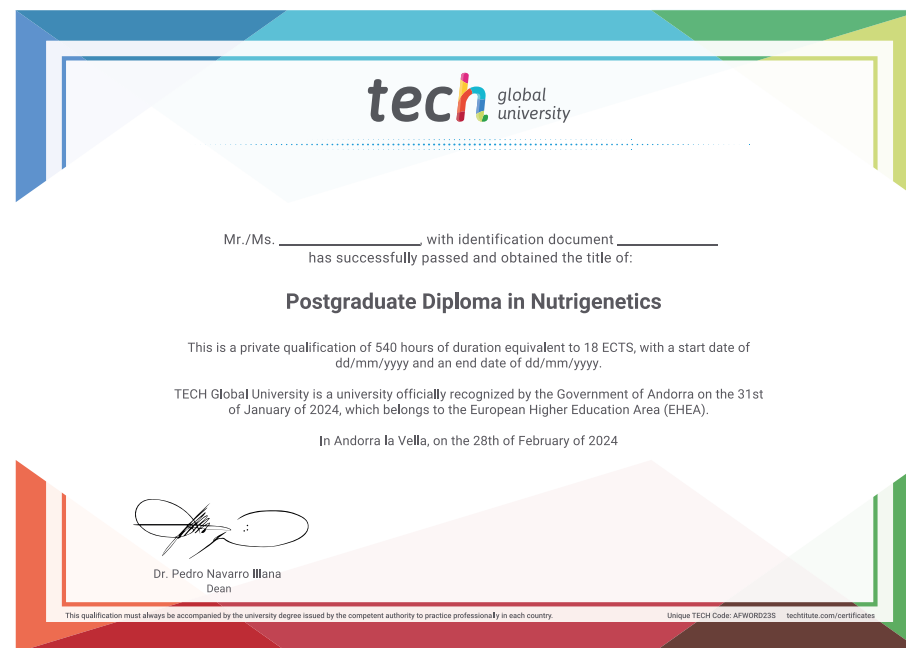 tech global
university
Mr./Ms. ____________, with identification document ____________
has successfully passed and obtained the title of:
Postgraduate Diploma in Nutrigenetics
This is a private qualification of 540 hours of duration equivalent to 18 ECTS, with a start date of
dd/mm/yyyy and an end date of dd/mm/yyyy.
TECH Global University is a university officially recognized by the Government of Andorra on the 31st
of January of 2024, which belongs to the European Higher Education Area (EHEA).
In Andorra la Vella, on the 28th of February of 2024
Dr. Pedro Navarro Illana
Dean
This qualification must always be accompanied by the university degree issued by the competent authority to practice professionally in each country.
Unique TECH Code: AFWORD23S techtitute.com/certificates